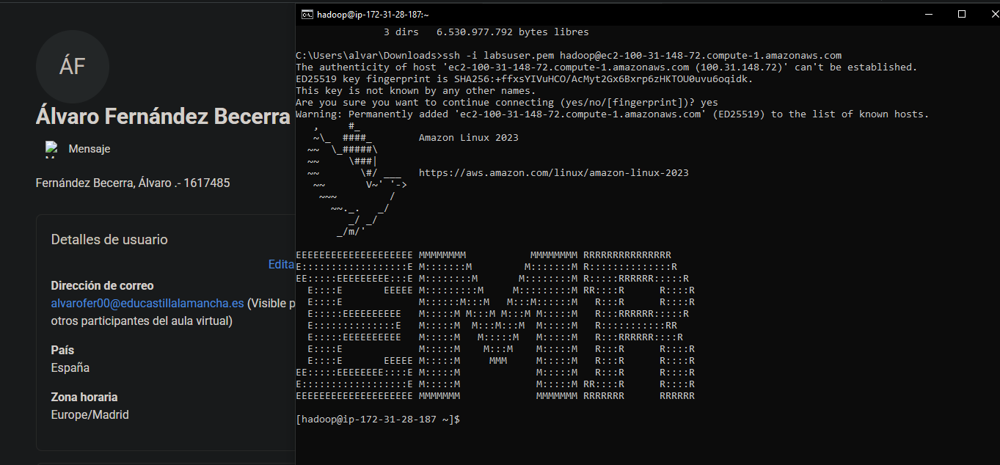 ÁF
Álvaro Fernández Becerra
Mensaje
Fernández Becerra, Álvaro .- 1617485
Detalles de usuario
Edita
Dirección de correo
alvarofer00@educastillalamancha.es (Visible p
otros participantes del aula virtual)
País
España
Zona horaria
Europe/Madrid
hadoop@ip-172-31-28-187:~
3 dirs   6.530.977.792 bytes libres
C:\Users\alvar\Downloads>ssh -i labsuser.pem hadoop@ec2-100-31-148-72.compute-1.amazonaws.com
The authenticity of host 'ec2-100-31-148-72.compute-1.amazonaws.com (100.31.148.72)' can't be established.
ED25519 key fingerprint is SHA256:+ffxsYIVuHCO/AcMyt2Gx6Bxrp6zHKTOU0uvu6oqidk.
This key is not known by any other names.
Are you sure you want to continue connecting (yes/no/[fingerprint])? yes
Warning: Permanently added 'ec2-100-31-148-72.compute-1.amazonaws.com' (ED25519) to the list of known hosts.
   ,     #_
   ~\_  ####_        Amazon Linux 2023
  ~~  \_#####\
  ~~     \###|
  ~~       \#/ ___   https://aws.amazon.com/linux/amazon-linux-2023
   ~~       V~' '->
    ~~~         /
      ~~._.   _/
         _/ _/
       _/m/'
EEEEEEEEEEEEEEEEEEEE MMMMMMMM           MMMMMMMM RRRRRRRRRRRRRRR
E::::::::::::::::::E M:::::::M         M:::::::M R::::::::::::::R
EE:::::EEEEEEEEE:::E M::::::::M       M::::::::M R:::::RRRRRR:::::R
  E::::E       EEEEE M:::::::::M     M:::::::::M RR::::R      R::::R
  E::::E             M::::::M:::M   M:::M::::::M   R:::R      R::::R
  E:::::EEEEEEEEEE   M:::::M M:::M M:::M M:::::M   R:::RRRRRR:::::R
  E::::::::::::::E   M:::::M  M:::M:::M  M:::::M   R:::::::::::RR
  E:::::EEEEEEEEEE   M:::::M   M:::::M   M:::::M   R:::RRRRRR::::R
  E::::E             M:::::M    M:::M    M:::::M   R:::R      R::::R
  E::::E       EEEEE M:::::M     MMM     M:::::M   R:::R      R::::R
EE:::::EEEEEEEE::::E M:::::M             M:::::M   R:::R      R::::R
E::::::::::::::::::E M:::::M             M:::::M RR::::R      R::::R
EEEEEEEEEEEEEEEEEEEE MMMMMMM             MMMMMMM RRRRRRR      RRRRRR
[hadoop@ip-172-31-28-187 ~]$